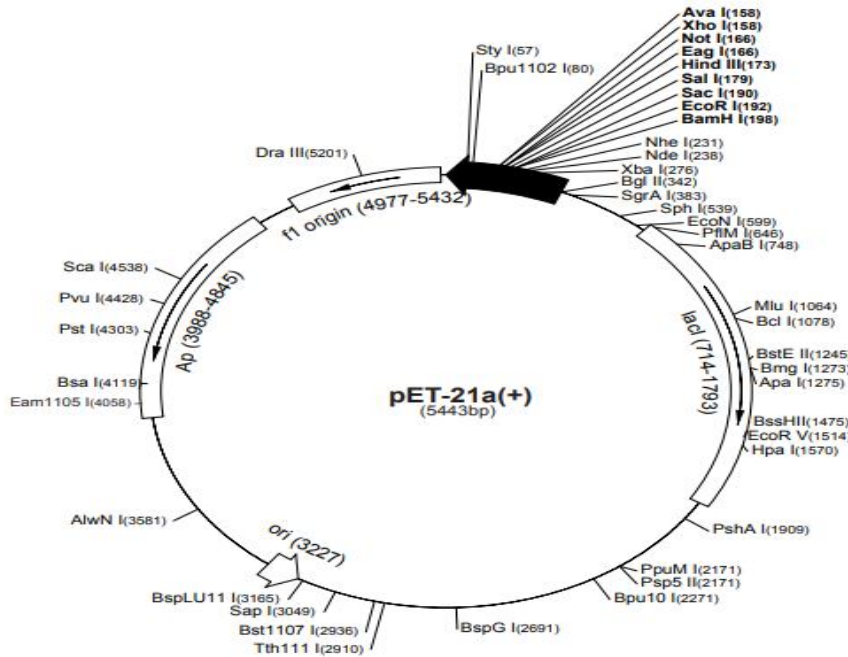 Ava I(158)
Xho I(158)
Not I(166)
Eag I(166)
Hind III(173)
Sal I(179)
Sac I(190)
EcoR I(192)
BamH I(198)
Sty I(57)
Bpu1102 I(80)
Nhe I(231)
Nde I(238)
Xba I(276)
Bgl II(342)
SgrA I(383)
Sph I(539)
EcoN I(599)
PflM I(646)
ApaB I(748)
Dra III(5201)
f1 origin (4977-5432)
Sca I(4538)
Pvu I(4428)
Pst I(4303)
Bsa I(4119)
Eam1105 I(4058)
Ap (3988-4845)
lacI (714-1793)
Mlu I(1064)
Bcl I(1078)
BstE II(1245)
Bmg I(1273)
Apa I(1275)
BssHII(1475)
EcoR V(1514)
Hpa I(1570)
pET-21a(+)
(5443bp)
AlwN I(3581)
ori (3227)
PshA I(1909)
PpuM I(2171)
Psp5 II(2171)
Bpu10 I(2271)
BspLU11 I(3165)
Sap I(3049)
Bst1107 I(2936)
Tth111 I(2910)
BspG I(2691)